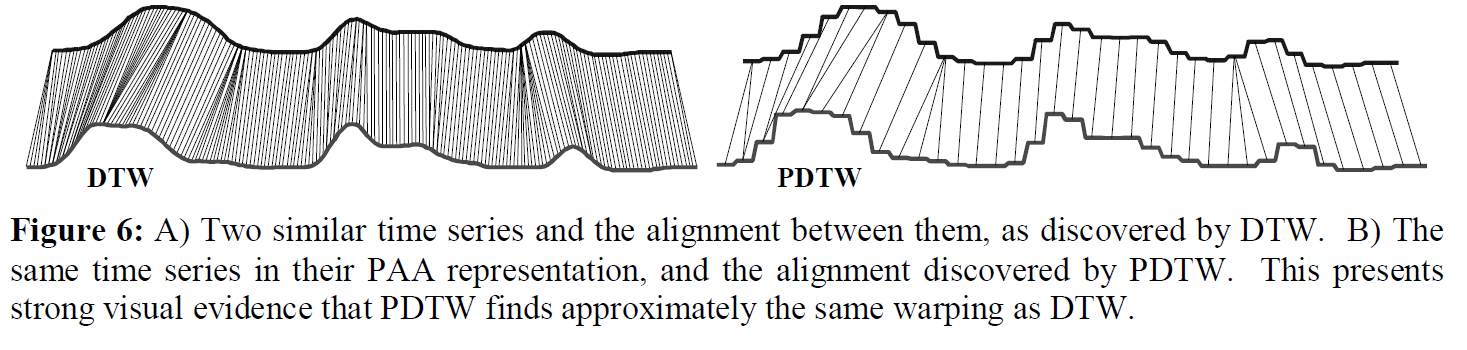 DTW
PDTW
Figure 6: A) Two similar time series and the alignment between them, as discovered by DTW. B) The
same time series in their PAA representation, and the alignment discovered by PDTW. This presents
strong visual evidence that PDTW finds approximately the same warping as DTW.